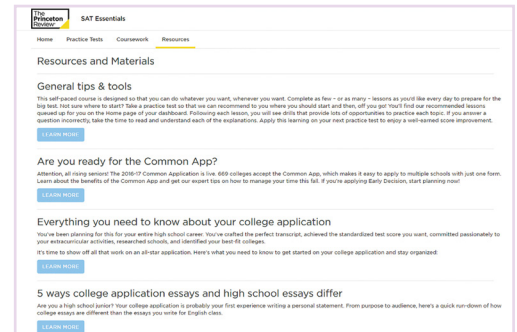 The
Princeton
Review
SAT Essentials
Home Practice Tests Coursework Resources
Resources and Materials
General tips & tools
This self-paced course is designed so that you can do whatever you want, whenever you want. Complete as few – or as many – lessons as you'd like every day to prepare for the
big test. Not sure where to start? Take a practice test so that we can recommend to you where you should start and then, off you go! You'll find our recommended lessons
queued up for you on the Home page of your dashboard. Following each lesson, you will see drills that provide lots of opportunities to practice each topic. If you answer a
question incorrectly, take the time to read and understand each of the explanations. Apply this learning on your next practice test to enjoy a well-earned score improvement.
LEARN MORE
Are you ready for the Common App?
Attention, all rising seniors! The 2016-17 Common Application is live. 669 colleges accept the Common App, which makes it easy to apply to multiple schools with just one form.
Learn about the benefits of the Common App and get our expert tips on how to manage your time this fall. If you're applying Early Decision, start planning now!
LEARN MORE
Everything you need to know about your college application
You've been planning for this for your entire high school career. You've crafted the perfect transcript, achieved the standardized test score you want, committed passionately to
your extracurricular activities, researched schools, and identified your best-fit colleges.
It's time to show off all that work on an all-star application. Here's what you need to know to get started on your college application and stay organized:
LEARN MORE
5 ways college application essays and high school essays differ
Are you a high school junior? Your college application is probably your first experience writing a personal statement. From purpose to audience, here's a quick run-down of how
college essays are different than the essays you write for English class.
LEARN MORE